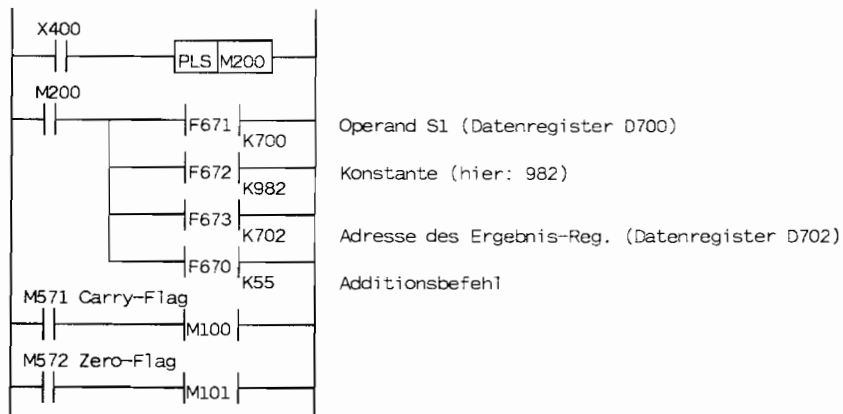 X400
PLS M200
M200
F671 K700 Operand S1 (Datenregister D700)
F672 K982 Konstante (hier: 982)
F673 K702 Adresse des Ergebnis-Reg. (Datenregister D702)
F670 K55 Additionsbefehl
M571 Carry-Flag
M100
M572 Zero-Flag
M101